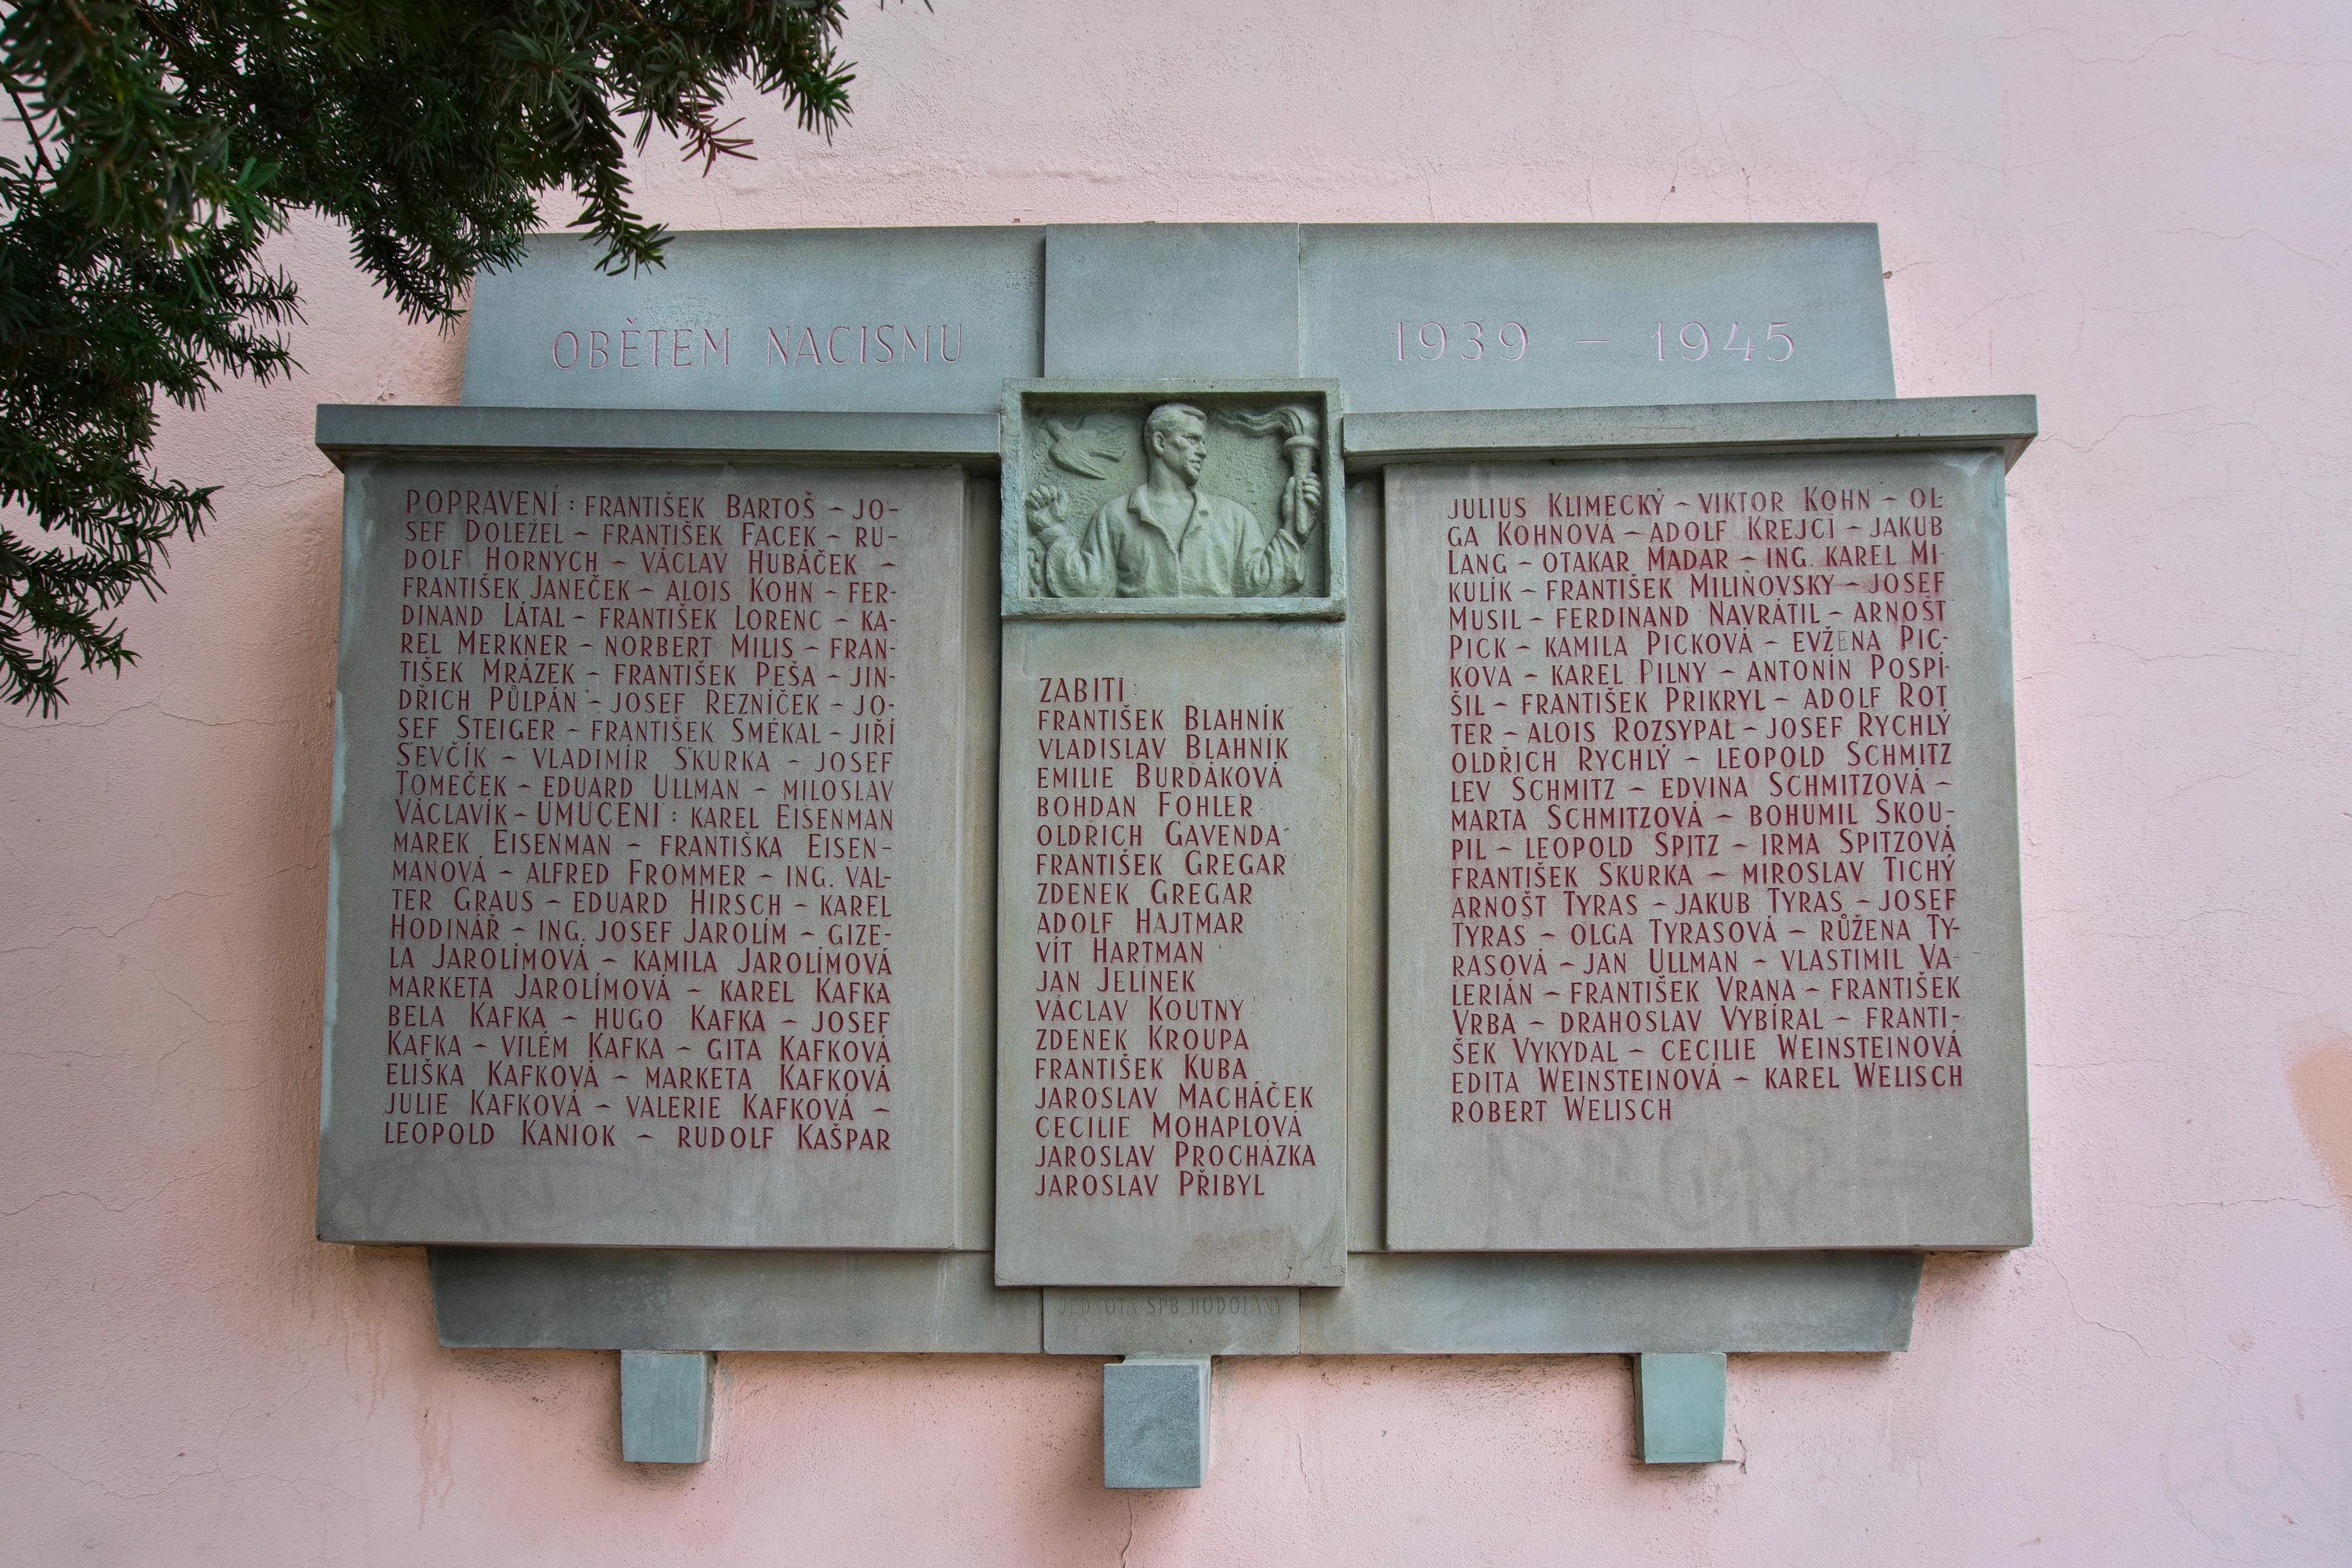 OBĚTEM NACISMU
1939 – 1945
POPRAVENÍ : FRANTIŠEK BARTOŠ – JO-
SEF DOLEŽEL – FRANTIŠEK FACEK – RU-
DOLF HORNYCH – VÁCLAV HUBÁČEK –
FRANTIŠEK JANEČEK – ALOIS KOHN – FER-
DINAND LÁTAL – FRANTIŠEK LORENC – KA-
REL MERKNER – NORBERT MILIS – FRAN-
TIŠEK MRÁZEK – FRANTIŠEK PEŠA – JIN-
DŘICH PŮLPÁN – JOSEF REZNÍČEK – JO-
SEF STEIGER – FRANTIŠEK SMÉKAL – JIŘÍ
SEVČÍK – VLADIMÍR SKURKA – JOSEF
TOMEČEK – EDUARD ULLMAN – MILOSLAV
VÁCLAVÍK – UMUČENI : KAREL EISENMAN
MAREK EISENMAN – FRANTIŠKA EISEN-
MANOVÁ – ALFRED FROMMER – ING. VAL-
TER GRAUS – EDUARD HIRSCH – KAREL
HODINÁŘ – ING. JOSEF JAROLÍM – GIZE-
LA JAROLÍMOVÁ – KAMILA JAROLÍMOVÁ
MARKETA JAROLÍMOVÁ – KAREL KAFKA
BELA KAFKA – HUGO KAFKA – JOSEF
KAFKA – VILÉM KAFKA – GITA KAFKOVÁ
ELIŠKA KAFKOVÁ – MARKETA KAFKOVÁ
JULIE KAFKOVÁ – VALERIE KAFKOVÁ –
LEOPOLD KANIOK – RUDOLF KAŠPAR
ZABITI:
FRANTIŠEK BLAHNÍK
VLADISLAV BLAHNÍK
EMILIE BURDÁKOVÁ
BOHDAN FOHLER
OLDŘICH GAVENDA
FRANTIŠEK GREGAR
ZDENEK GREGAR
ADOLF HAJTMAR
VÍT HARTMAN
JAN JELÍNEK
VÁCLAV KOUTNÝ
ZDENEK KROUPA
FRANTIŠEK KUBA
JAROSLAV MACHÁČEK
CECILIE MOHAPLOVÁ
JAROSLAV PROCHÁZKA
JAROSLAV PŘIBYL
JULIUS KLIMECKÝ – VIKTOR KOHN – OL-
GA KOHNOVÁ – ADOLF KREJCÍ – JAKUB
LANG – OTAKAR MADAR – ING. KAREL MI-
KULÍK – FRANTIŠEK MILIŇOVSKY – JOSEF
MUSIL – FERDINAND NAVRÁTIL – ARNOŠT
PICK – KAMILA PICKOVÁ – EVŽENA PIC-
KOVA – KAREL PILNY – ANTONÍN POSPÍ-
ŠIL – FRANTIŠEK PŘIKRYL – ADOLF ROT
TER – ALOIS ROZSYPAL – JOSEF RYCHLÝ
OLDŘICH RYCHLÝ – LEOPOLD SCHMITZ
LEV SCHMITZ – EDVINA SCHMITZOVÁ –
MARTA SCHMITZOVÁ – BOHUMIL SKOU-
PIL – LEOPOLD SPITZ – IRMA SPITZOVÁ
FRANTIŠEK SKURKA – MIROSLAV TICHÝ
ARNOŠT TYRAS – JAKUB TYRAS – JOSEF
TYRAS – OLGA TYRASOVÁ – RŮŽENA TY-
RASOVÁ – JAN ULLMAN – VLASTIMIL VA-
LERIÁN – FRANTIŠEK VRANA – FRANTIŠEK
VRBA – DRAHOSLAV VYBÍRAL – FRANTI-
ŠEK VYKYDAL – CECILIE WEINSTEINOVÁ
EDITA WEINSTEINOVÁ – KAREL WELISCH
ROBERT WELISCH
JEDNOTA SPB HODOLANY